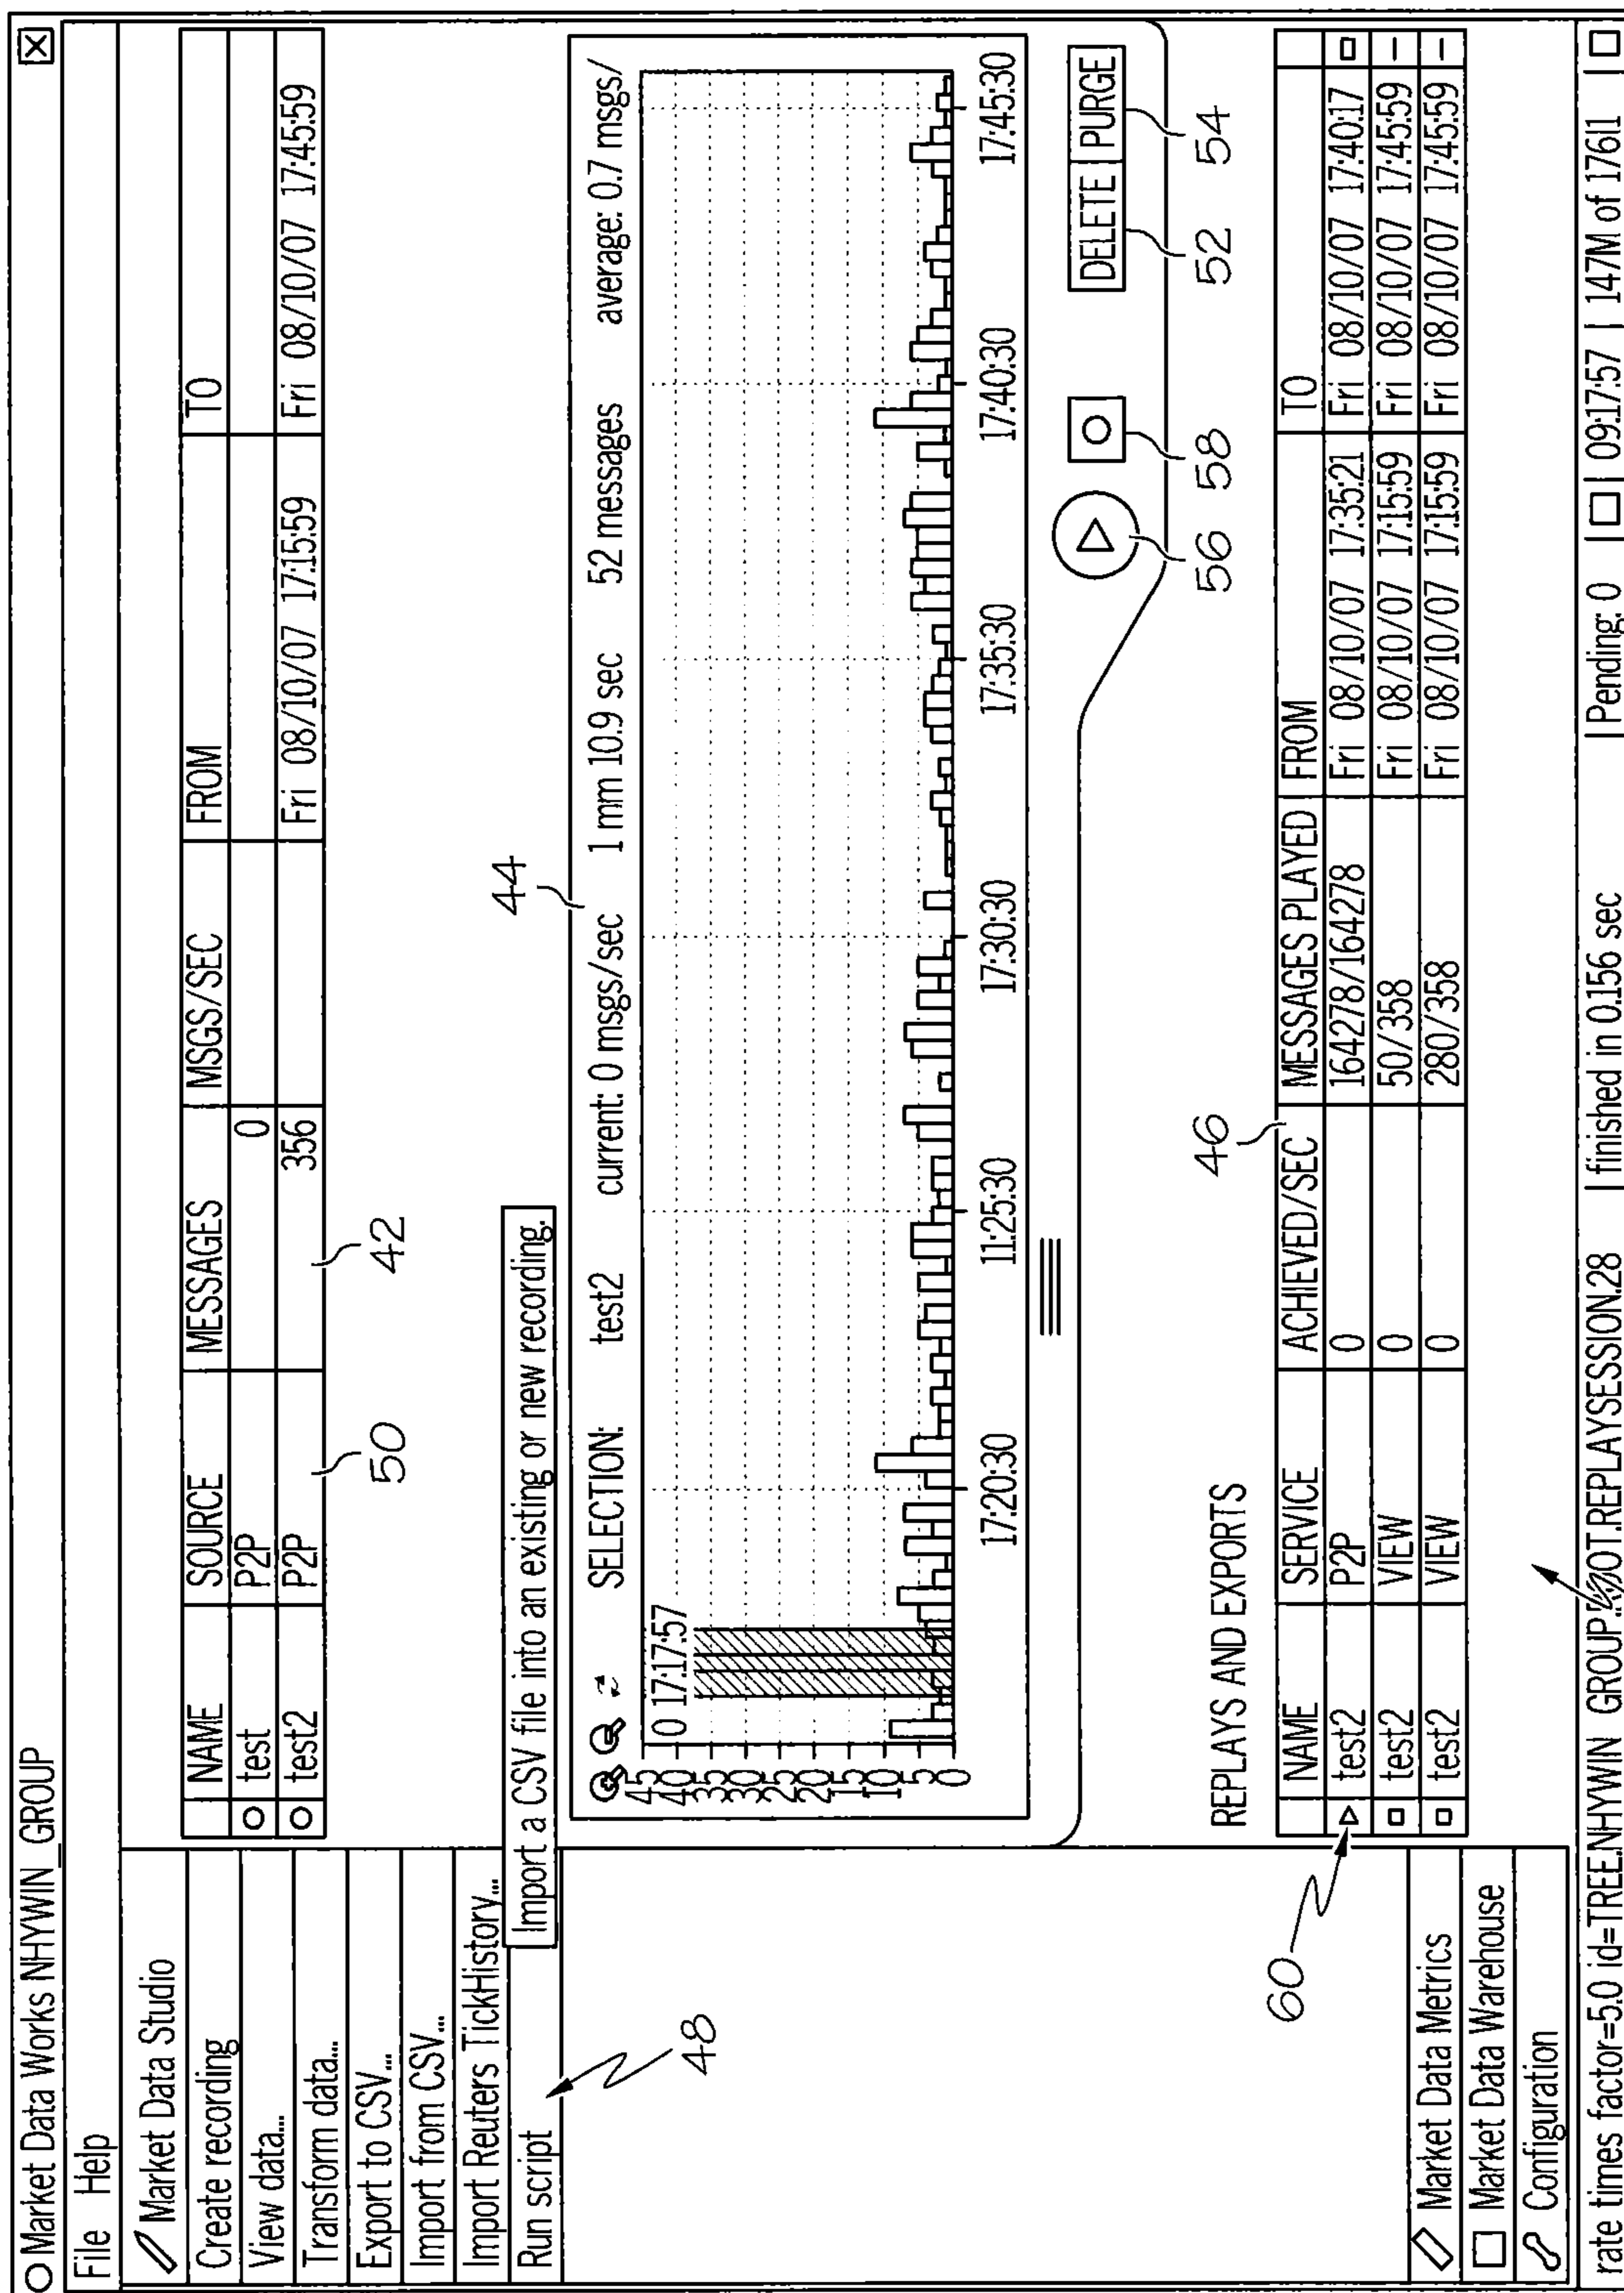 Market Data Works NHYWIN_GROUP
File Help
Market Data Studio
Create recording
View data...
Transform data...
Export to CSV...
Import from CSV...
Import Reuters TickHistory...
Run script
48
Market Data Metrics
Market Data Warehouse
Configuration
NAME SOURCE MESSAGES MSGS/SEC FROM TO
test P2P 0
test2 P2P 356 Fri 08/10/07 17:15:59 Fri 08/10/07 17:45:59
50 42
Import a CSV file into an existing or new recording.
44
SELECTION: test2 current: 0 msgs/sec 1 mm 10.9 sec 52 messages average: 0.7 msgs/
0 17:17:57
45
40
35
30
25
20
15
10
5
0
17:20:30 11:25:30 17:30:30 17:35:30 17:40:30 17:45:30
DELETE PURGE
56 58 52 54
REPLAYS AND EXPORTS
46
60
NAME SERVICE ACHIEVED/SEC MESSAGES PLAYED FROM TO
test2 P2P 0 164278/164278 Fri 08/10/07 17:35:21 Fri 08/10/07 17:40:17
test2 VIEW 0 50/358 Fri 08/10/07 17:15:59 Fri 08/10/07 17:45:59
test2 VIEW 0 280/358 Fri 08/10/07 17:15:59 Fri 08/10/07 17:45:59
rate times factor=5.0 id=TREE.NHYWIN GROUP OT.REPLAYSESSION.28 | finished in 0.156 sec | Pending: 0 | 09:17:57 | 147M of 17611